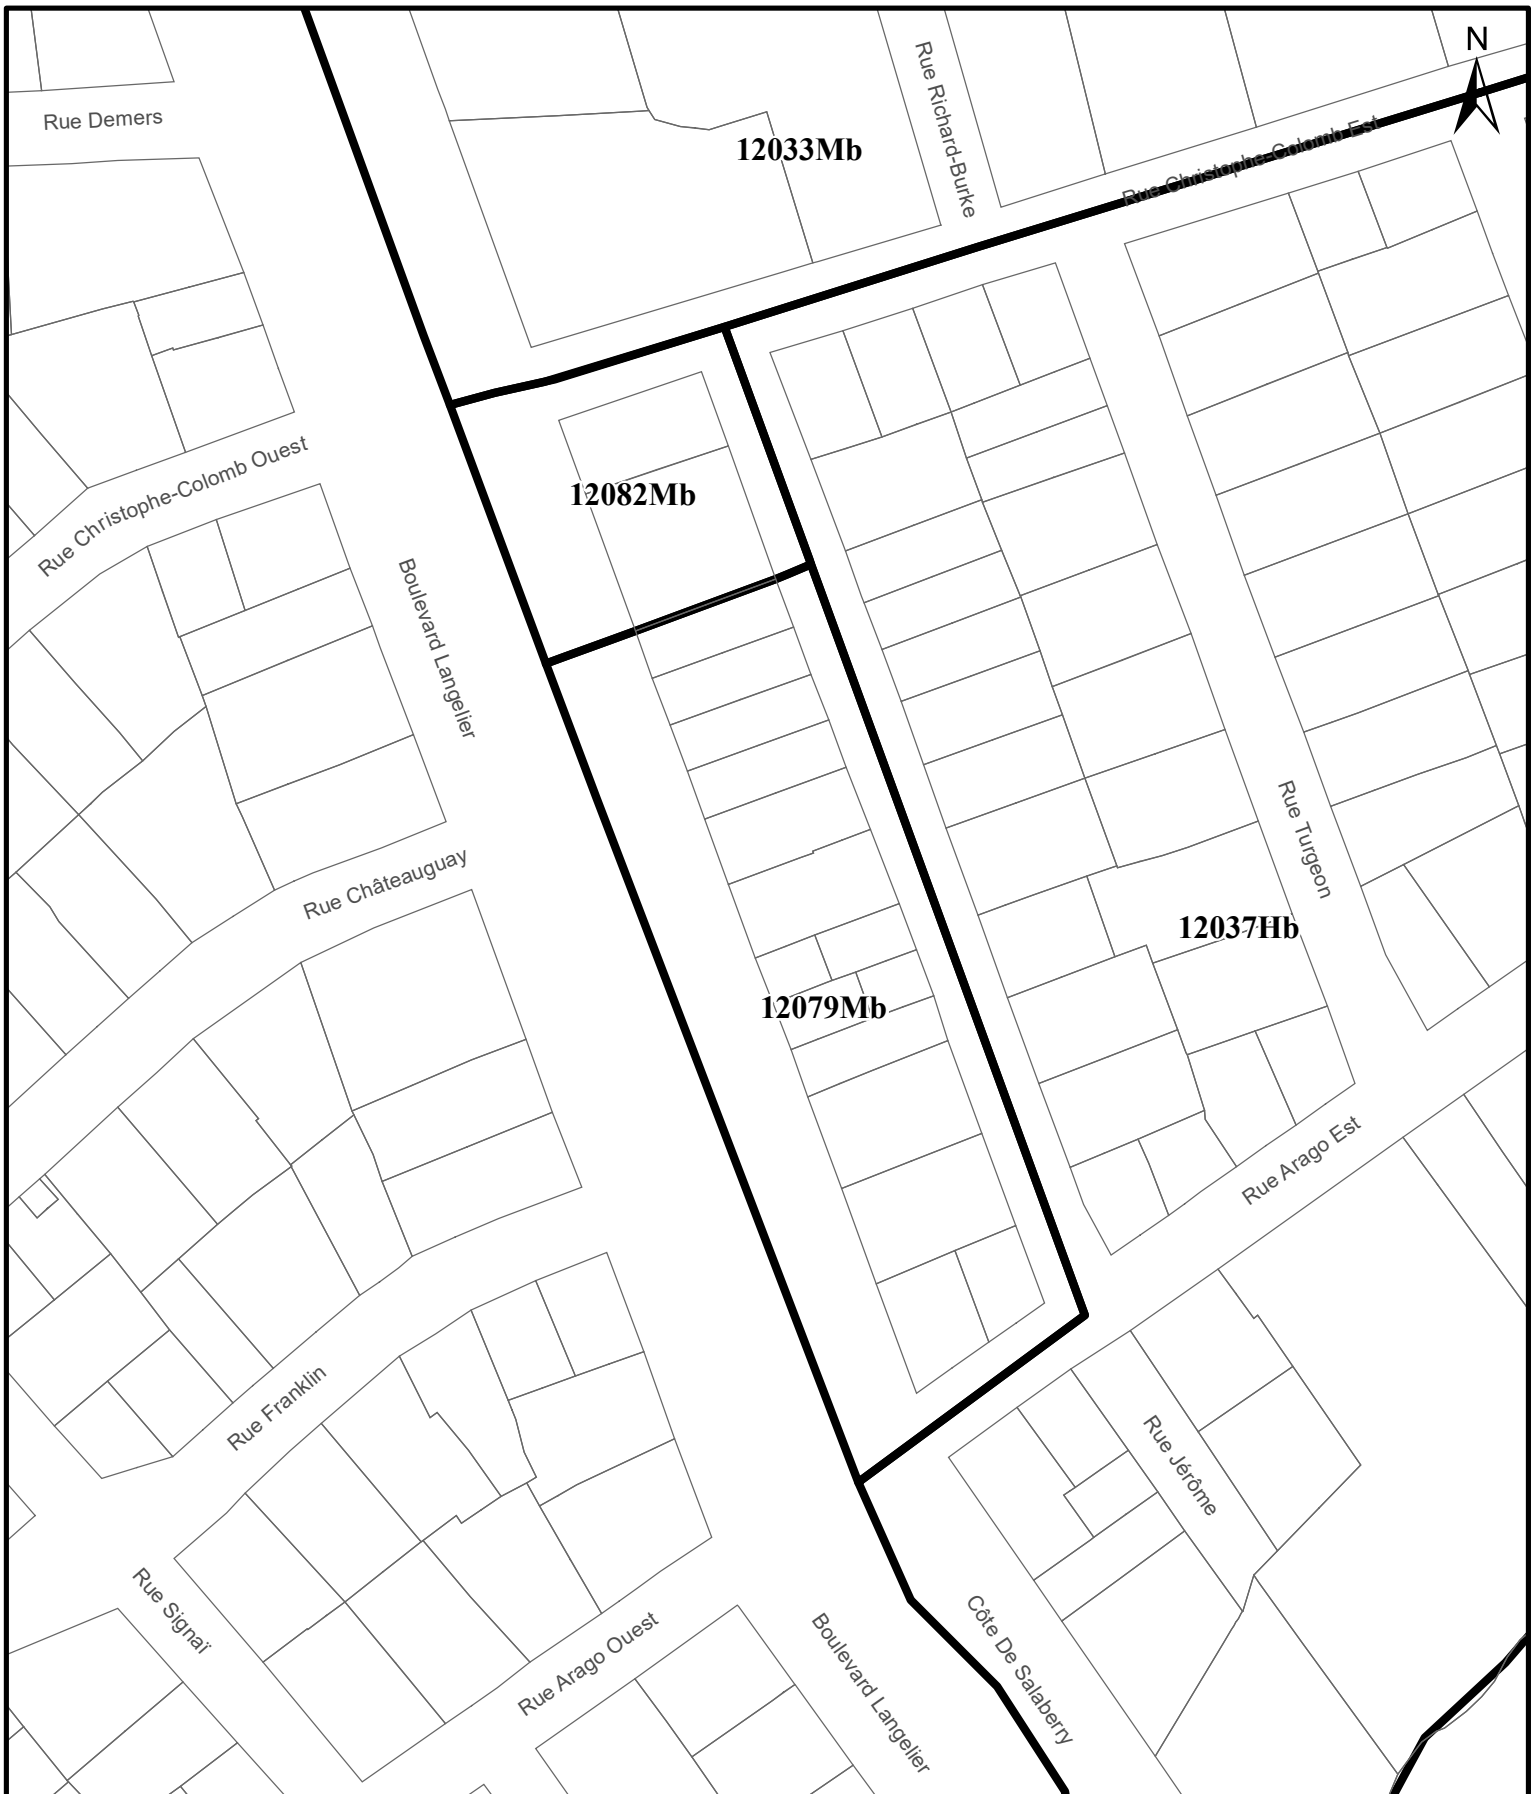 N
Rue Demers
Rue Richard-Burke
12033Mb
Rue Christophe-Colomb Est
Rue Christophe-Colomb Ouest
12082Mb
Boulevard Langelier
Rue Châteauguay
Rue Turgeon
12037Hb
12079Mb
Rue Arago Est
Rue Franklin
Rue Jérôme
Rue Signaï
Rue Arago Ouest
Boulevard Langelier
Côte De Salaberry